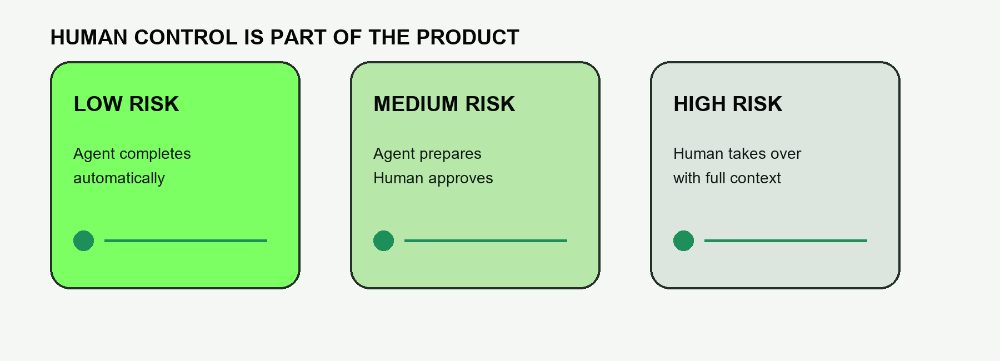 HUMAN CONTROL IS PART OF THE PRODUCT
LOW RISK
Agent completes
automatically
MEDIUM RISK
Agent prepares
Human approves
HIGH RISK
Human takes over
with full context